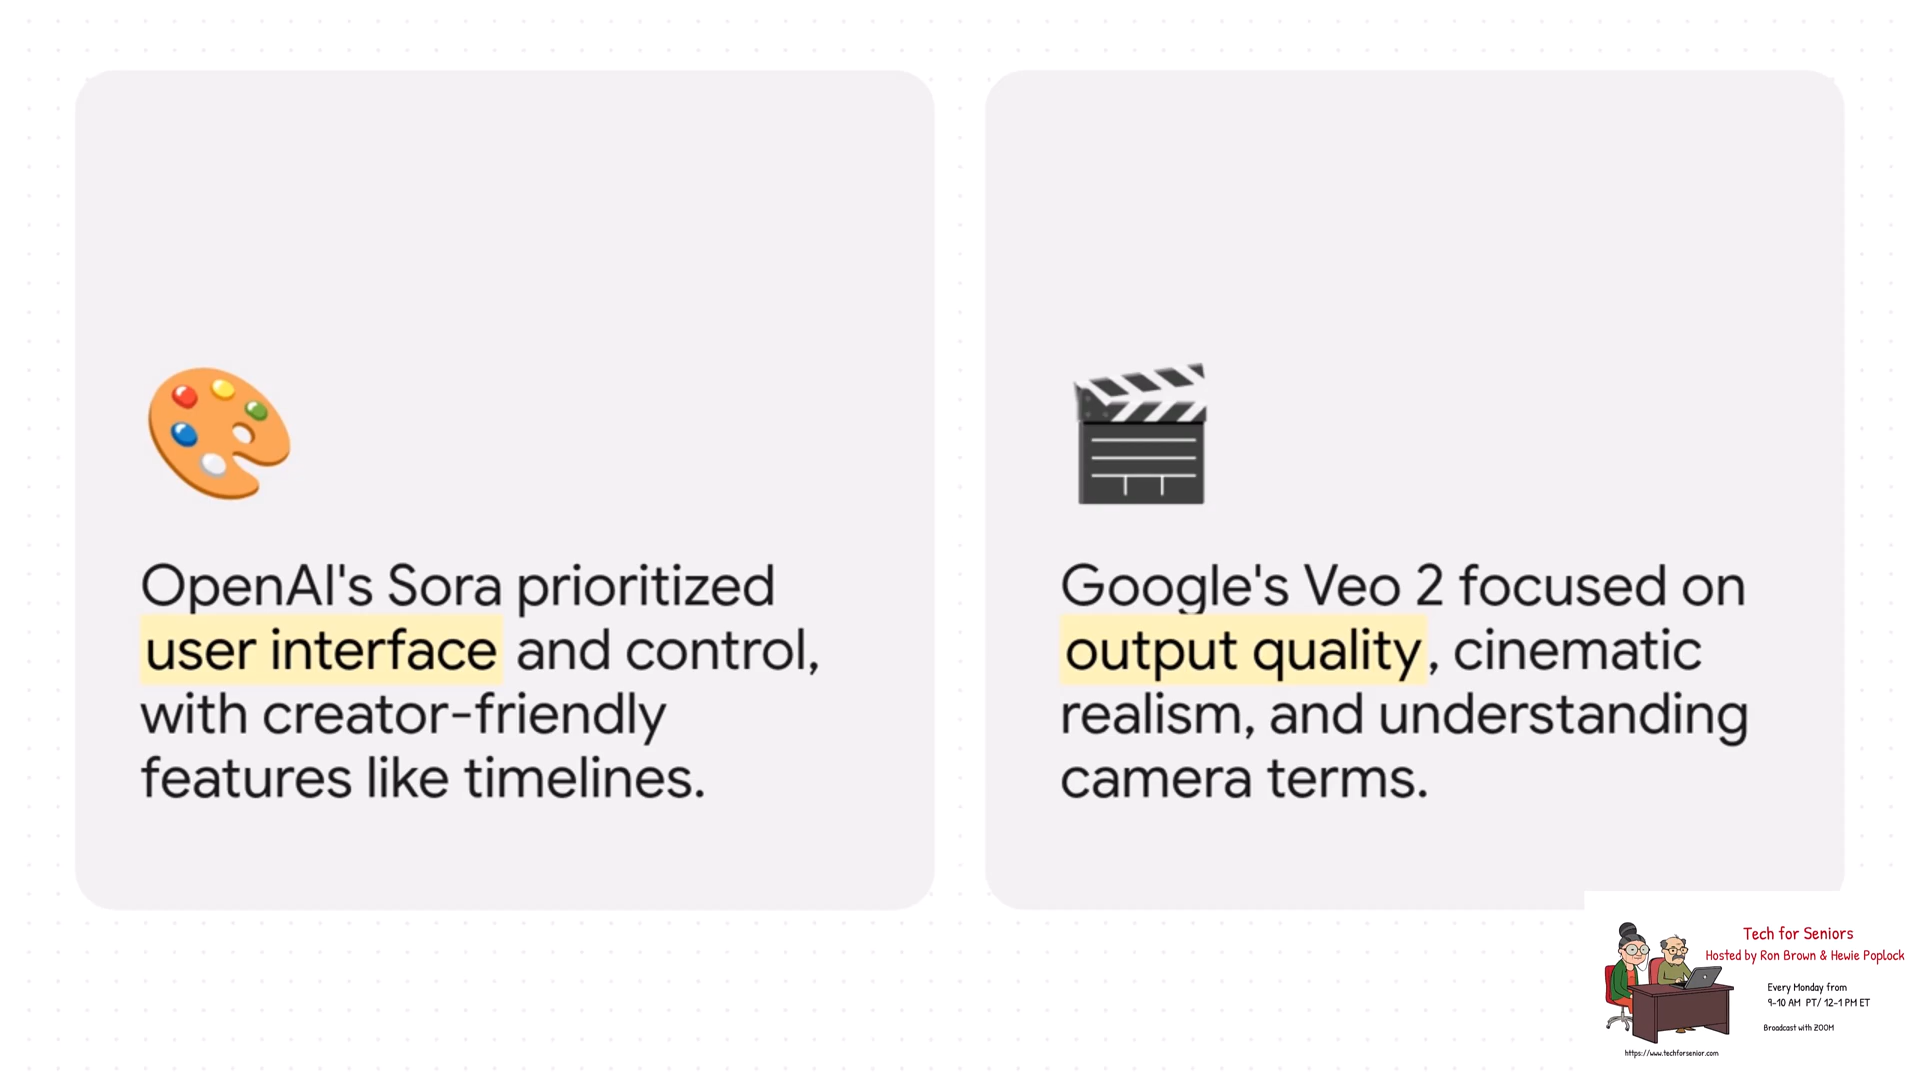 OpenAI's Sora prioritized
user interface and control,
with creator-friendly
features like timelines.
Google's Veo 2 focused on
output quality, cinematic
realism, and understanding
camera terms.
Tech for Seniors
Hosted by Ron Brown & Hewie Poplock
Every Monday from
9-10 AM PT/ 12-1 PM ET
Broadcast with ZOOM
https://www.techforsenior.com